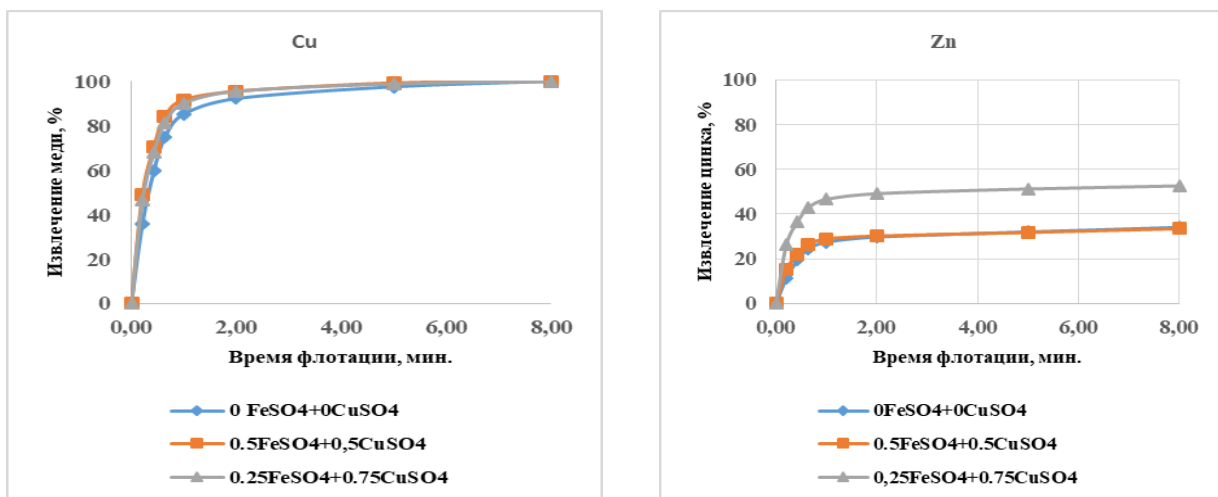 Cu
Извлечение меди, %
100
80
60
40
20
0
0,00
2,00
4,00
6,00
8,00
Время флотации, мин.
0 FeSO4+0CuSO4
0.5FeSO4+0,5CuSO4
0.25FeSO4+0.75CuSO4
Zn
Извлечение цинка, %
100
80
60
40
20
0
0,00
2,00
4,00
6,00
8,00
Время флотации, мин.
0FeSO4+0CuSO4
0.5FeSO4+0.5CuSO4
0,25FeSO4+0.75CuSO4